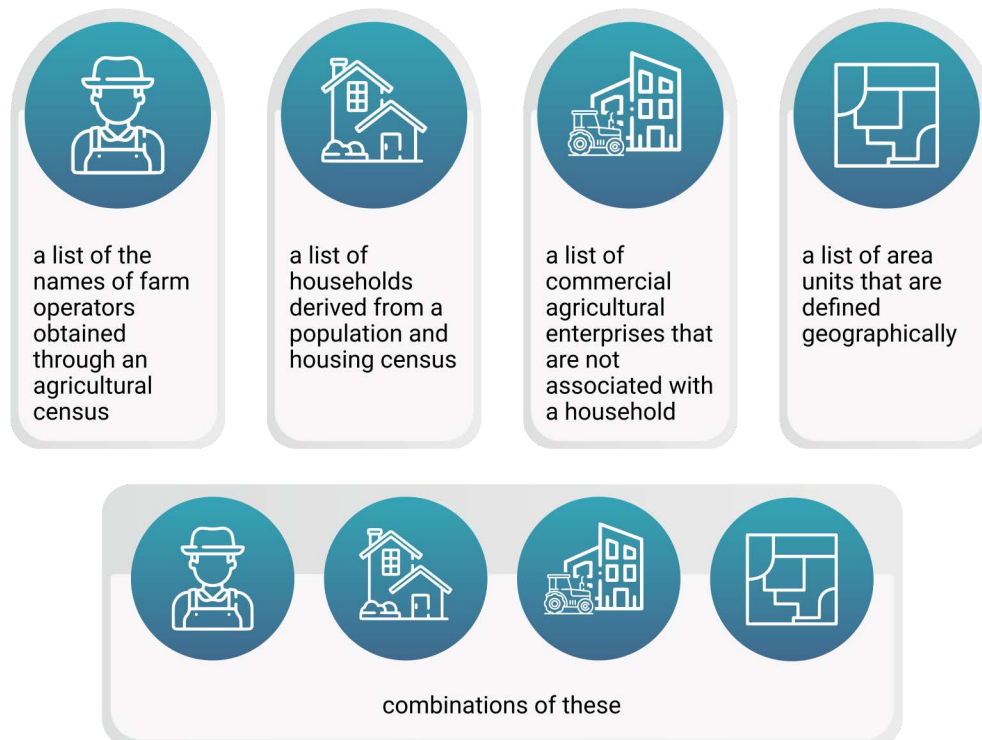 a list of the
names of farm
operators
obtained
through an
agricultural
census
a list of
households
derived from a
population and
housing census
a list of
commercial
agricultural
enterprises that
are not
associated with
a household
a list of area
units that are
defined
geographically
combinations of these